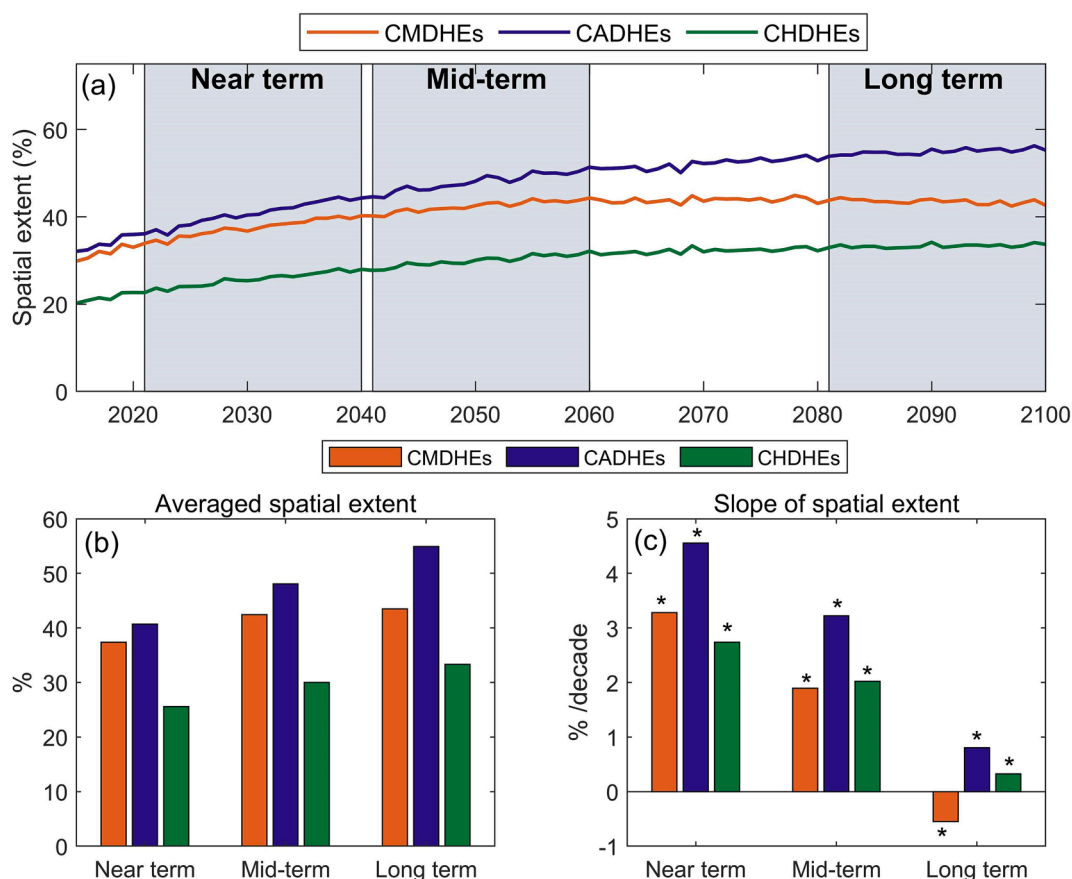 CMDHEs CADHEs CHDHEs
(a) Near term Mid-term Long term
Spatial extent (%)
60
40
20
0
2020 2030 2040 2050 2060 2070 2080 2090 2100
CMDHEs CADHEs CHDHEs
Averaged spatial extent
(b)
%
60
50
40
30
20
10
0
Near term Mid-term Long term
Slope of spatial extent
(c)
% /decade
5
4
3
2
1
0
-1
* * *
* * *
* * *
Near term Mid-term Long term